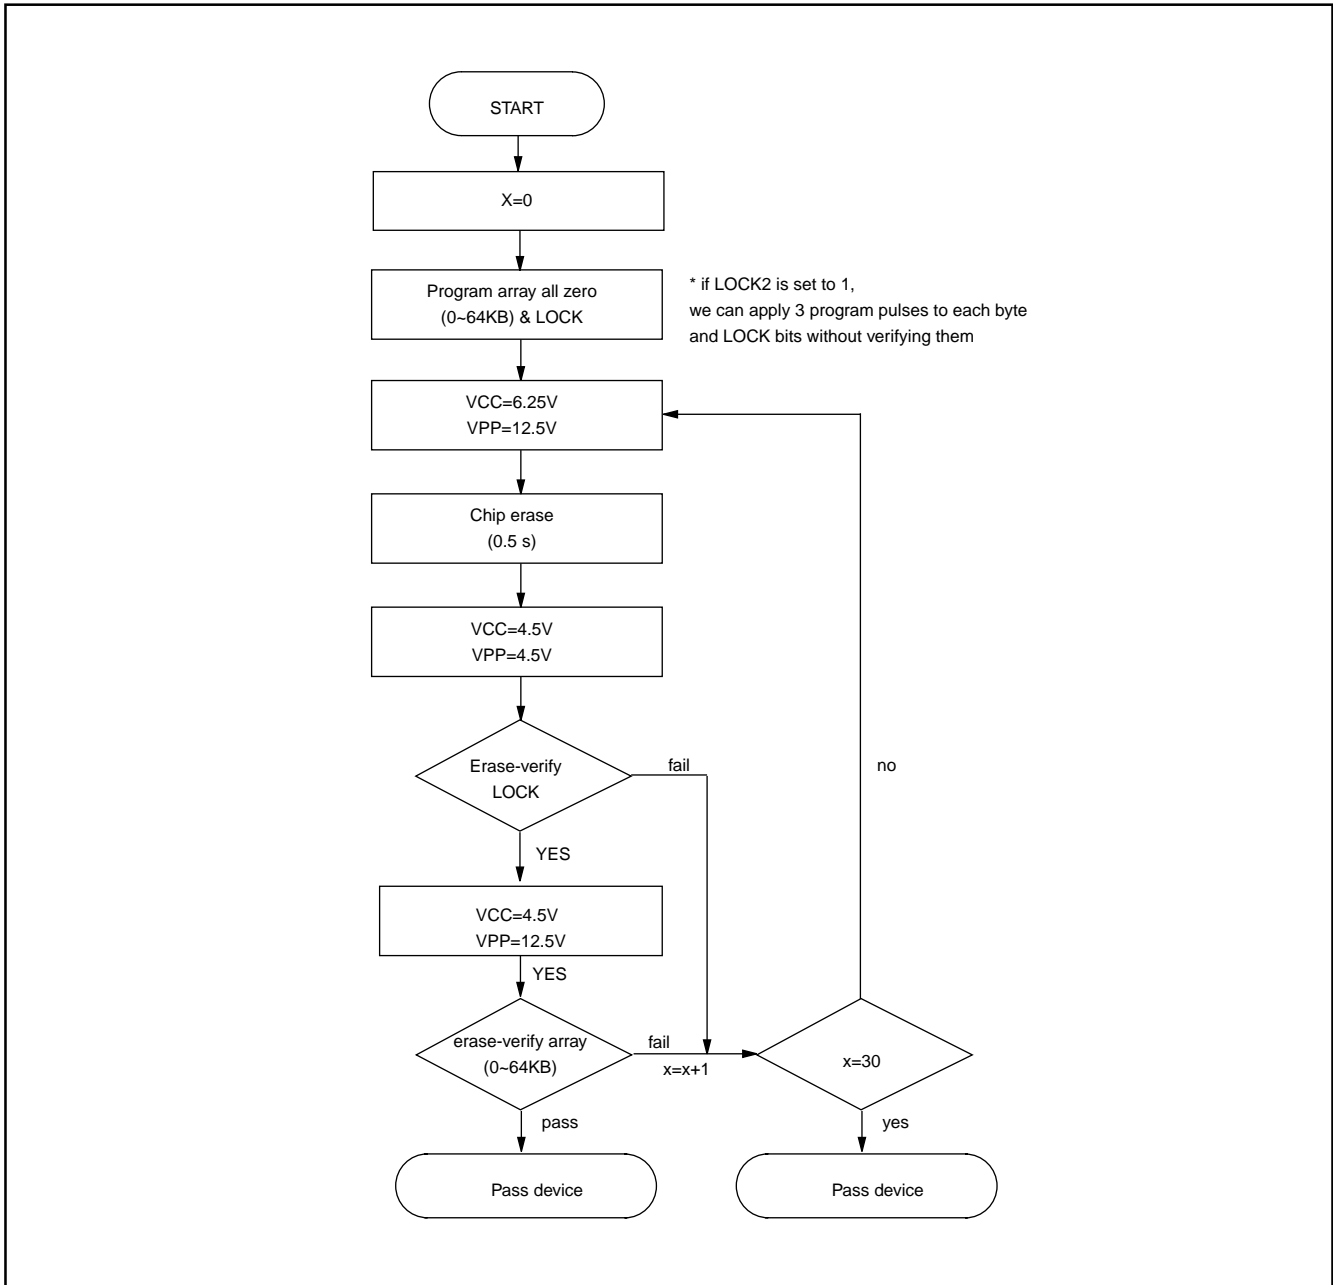 START
X=0
Program array all zero
(0~64KB) & LOCK
* if LOCK2 is set to 1,
we can apply 3 program pulses to each byte
and LOCK bits without verifying them
VCC=6.25V
VPP=12.5V
Chip erase
(0.5 s)
VCC=4.5V
VPP=4.5V
Erase-verify
LOCK
fail
no
YES
VCC=4.5V
VPP=12.5V
YES
erase-verify array
(0~64KB)
fail
x=x+1
x=30
pass
yes
Pass device
Pass device